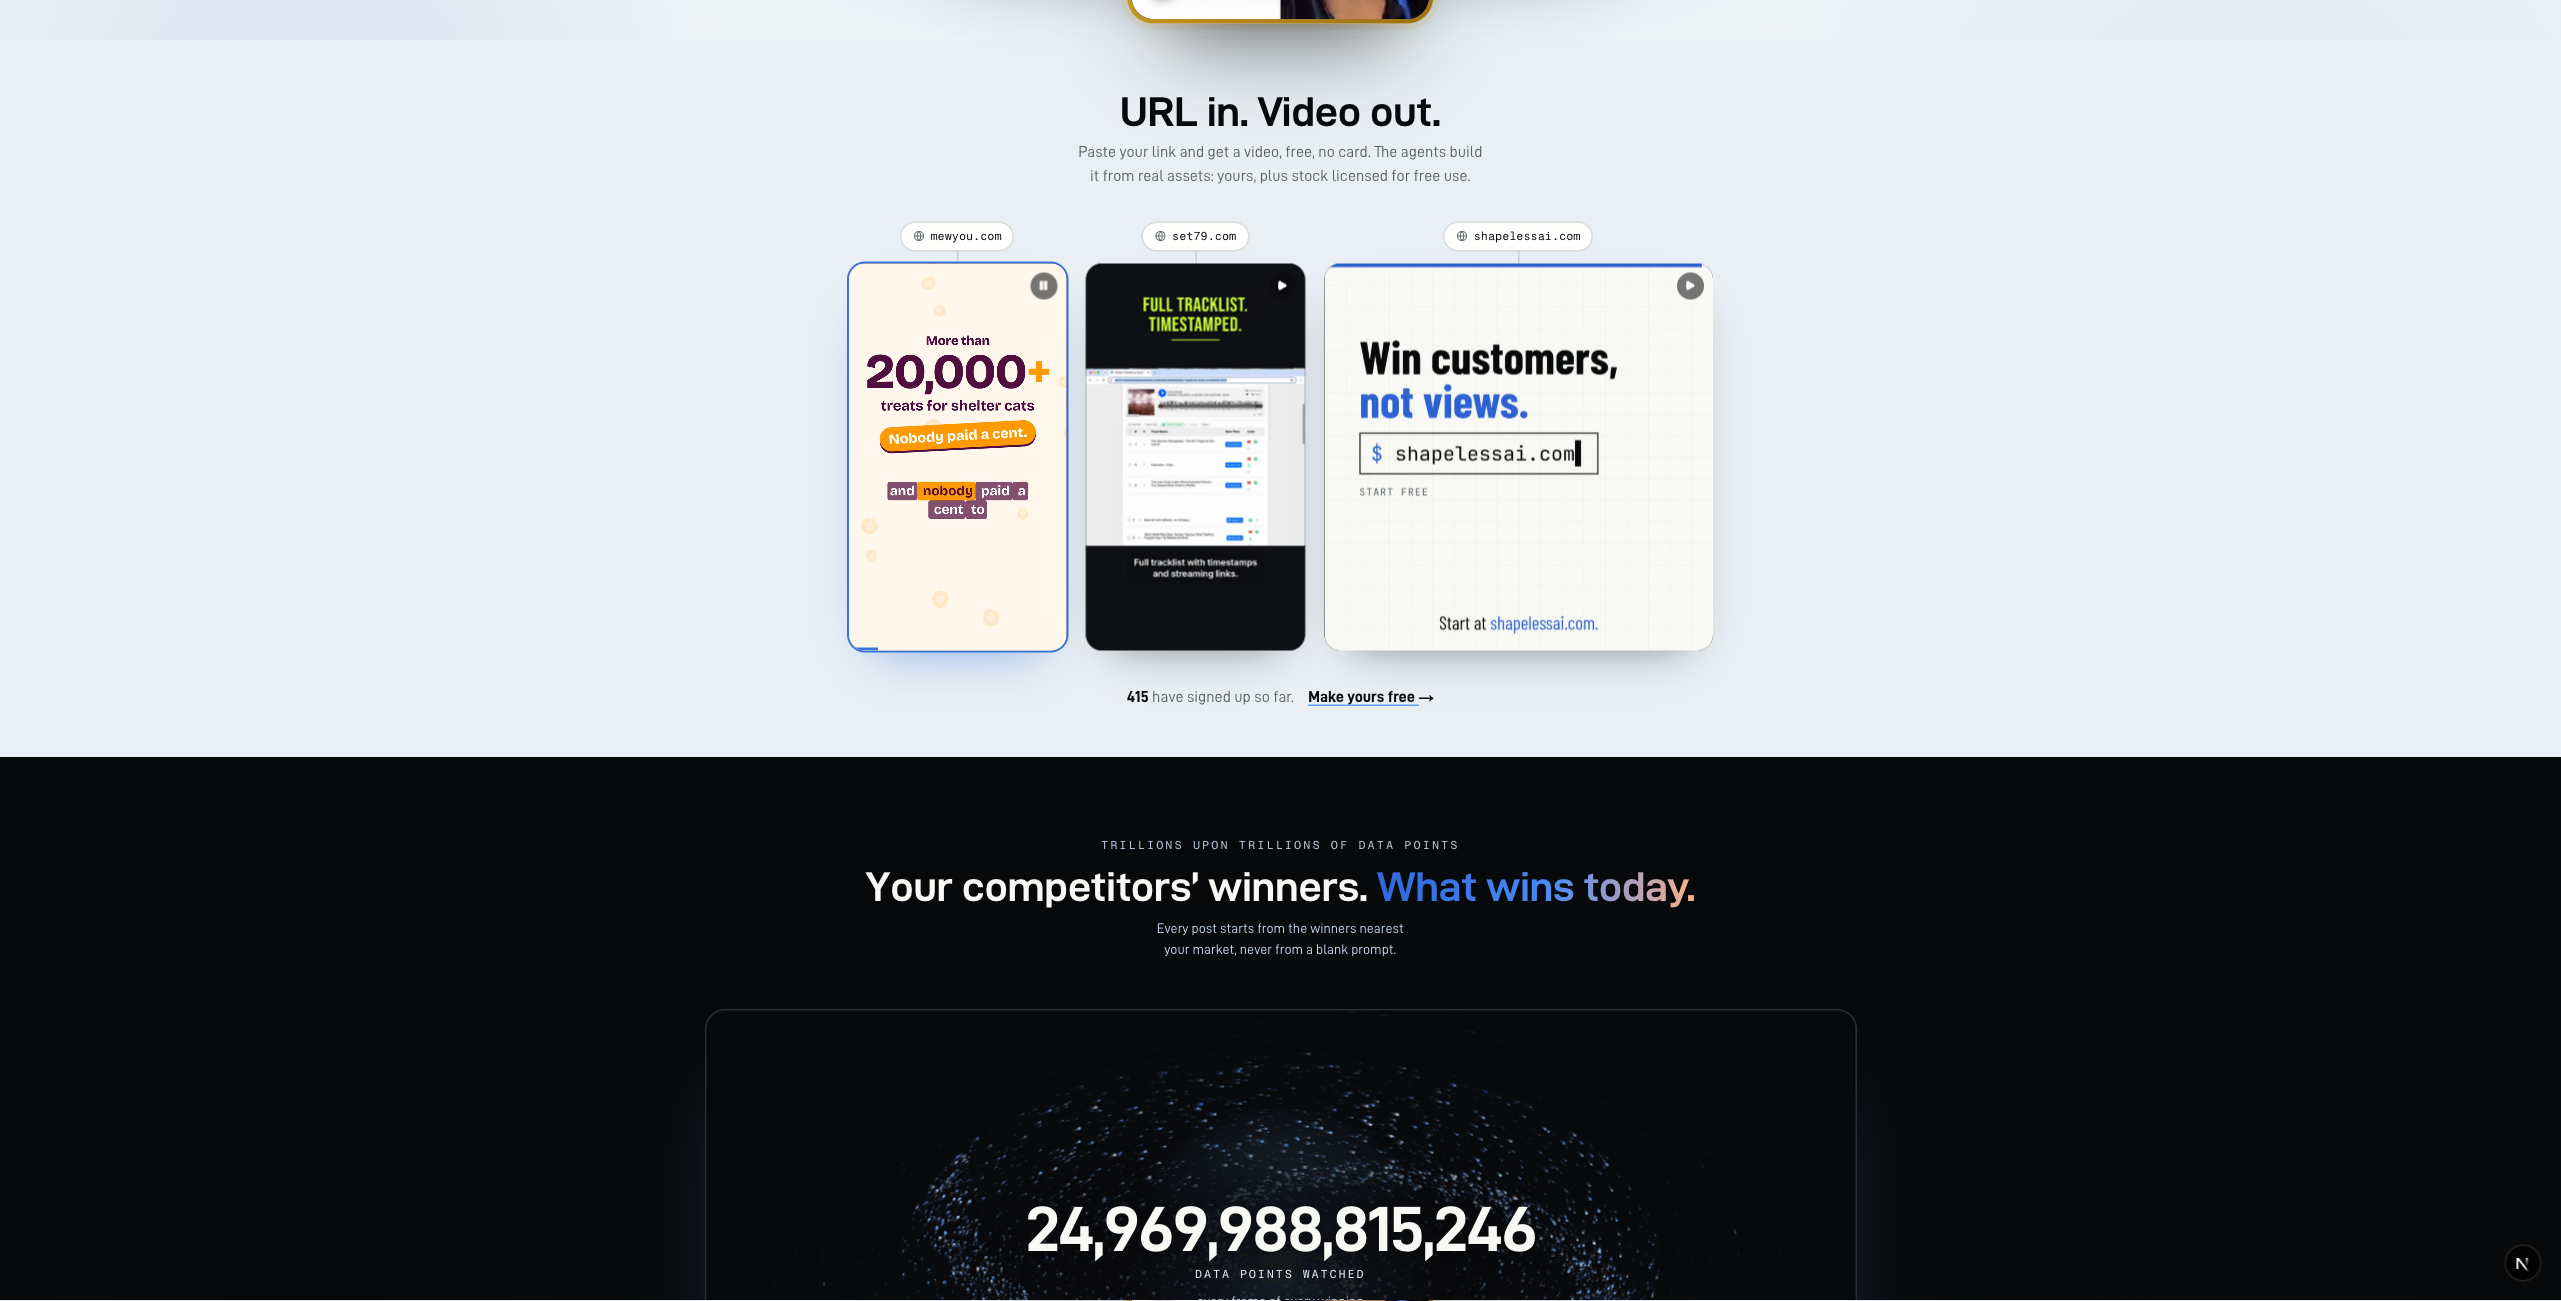 URL in. Video out.
Paste your link and get a video, free, no card. The agents build
it from real assets: yours, plus stock licensed for free use.
mewyou.com
set79.com
shapelessai.com
More than
20,000+
treats for shelter cats
Nobody paid a cent.
and nobody paid a
cent to
FULL TRACKLIST.
TIMESTAMPED.
Full tracklist with timestamps
and streaming links.
Win customers,
not views.
$ shapelessai.com
START FREE
Start at shapelessai.com.
415 have signed up so far. Make yours free →
TRILLIONS UPON TRILLIONS OF DATA POINTS
Your competitors’ winners. What wins today.
Every post starts from the winners nearest
your market, never from a blank prompt.
24,969,988,815,246
DATA POINTS WATCHED
N